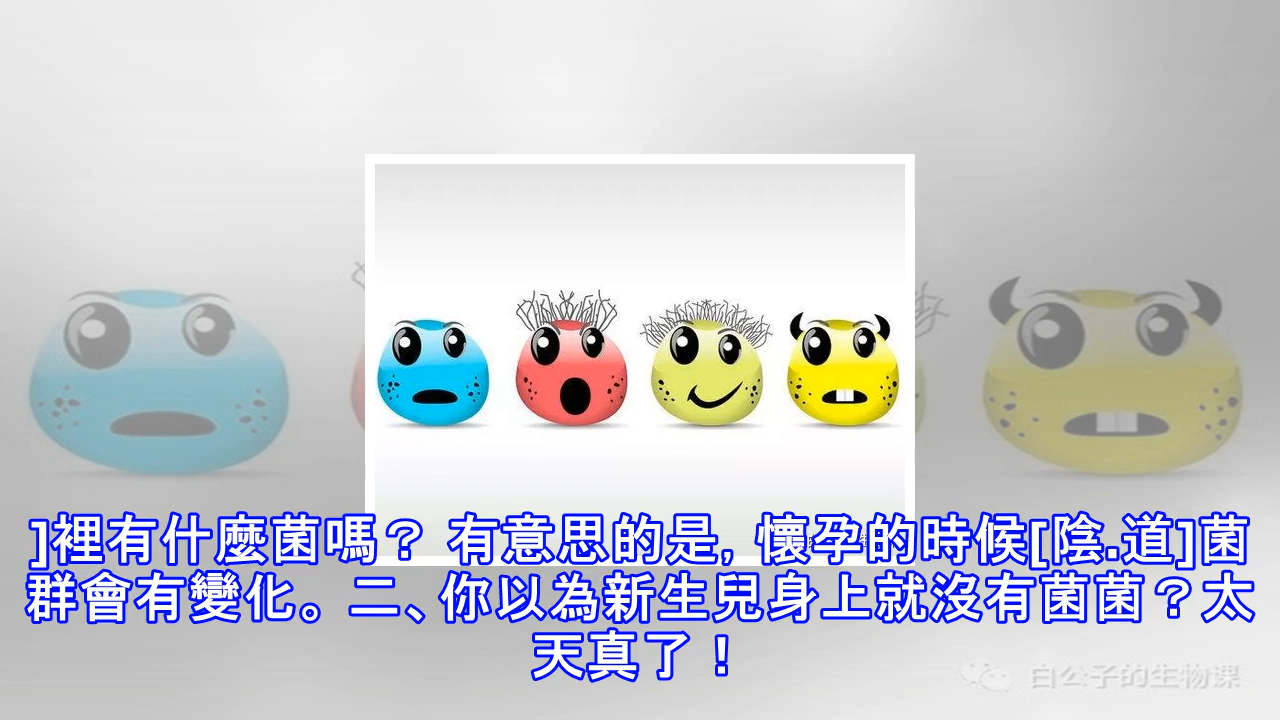 ]裡有什麼菌嗎？ 有意思的是, 懷孕的時候[陰.道]菌
群會有變化。 二、你以為新生兒身上就沒有菌菌？太
天真了！
白公子的生物课